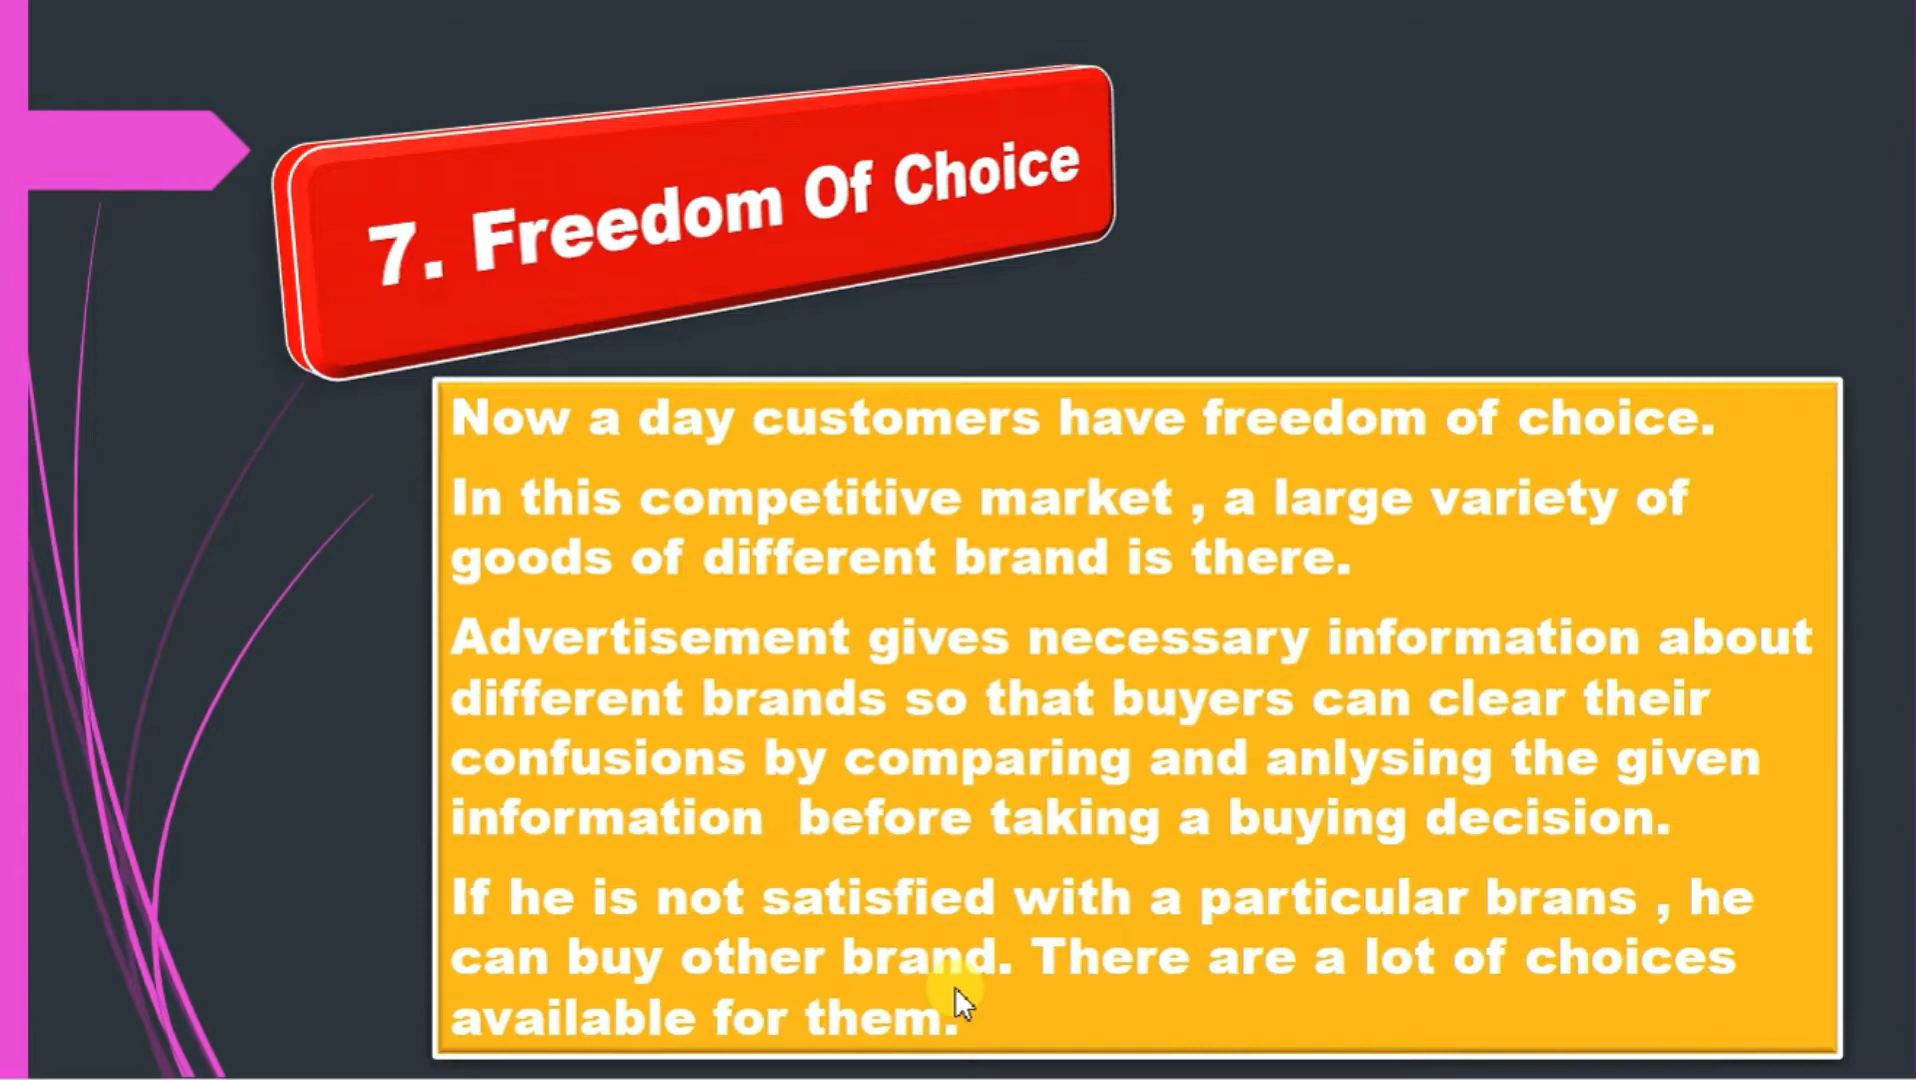 7. Freedom Of Choice
Now a day customers have freedom of choice.
In this competitive market , a large variety of
goods of different brand is there.
Advertisement gives necessary information about
different brands so that buyers can clear their
confusions by comparing and anlysing the given
information before taking a buying decision.
If he is not satisfied with a particular brans , he
can buy other brand. There are a lot of choices
available for them.